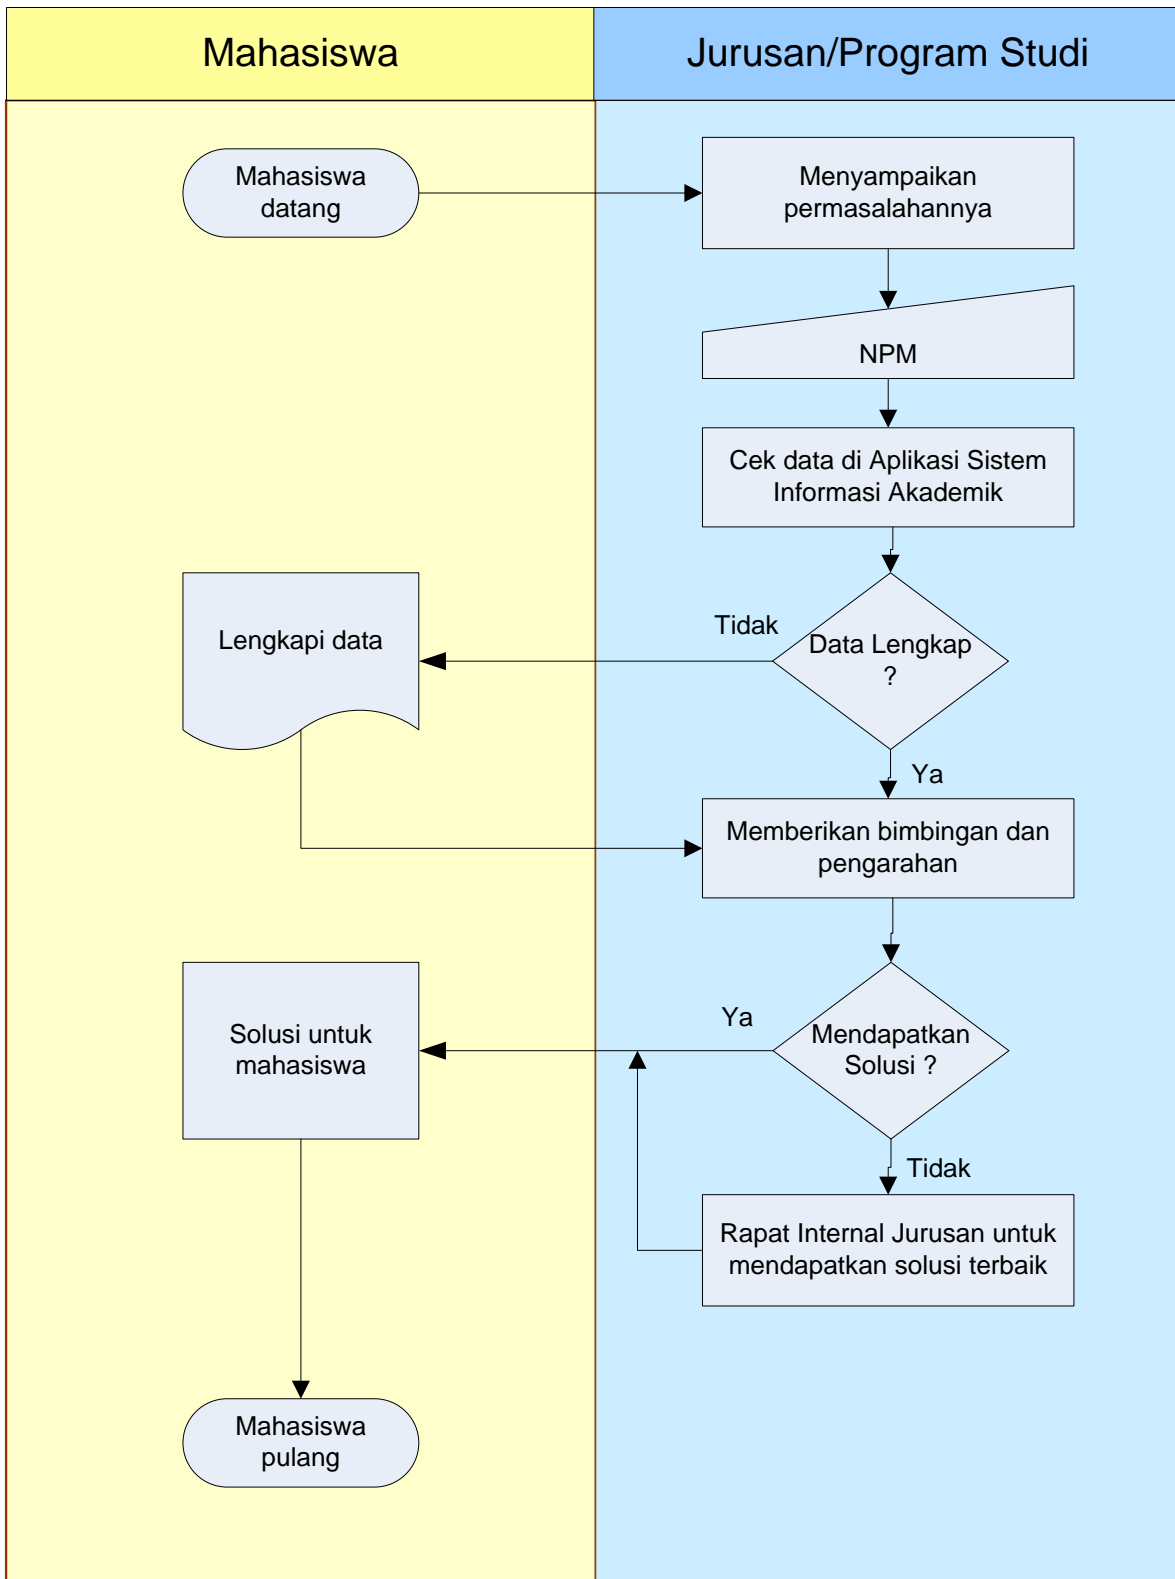 Mahasiswa
Jurusan/Program Studi
Mahasiswa
datang
Menyampaikan
permasalahannya
NPM
Cek data di Aplikasi Sistem
Informasi Akademik
Tidak
Data Lengkap
?
Lengkapi data
Ya
Memberikan bimbingan dan
pengarahan
Ya
Mendapatkan
Solusi ?
Solusi untuk
mahasiswa
Tidak
Rapat Internal Jurusan untuk
mendapatkan solusi terbaik
Mahasiswa
pulang